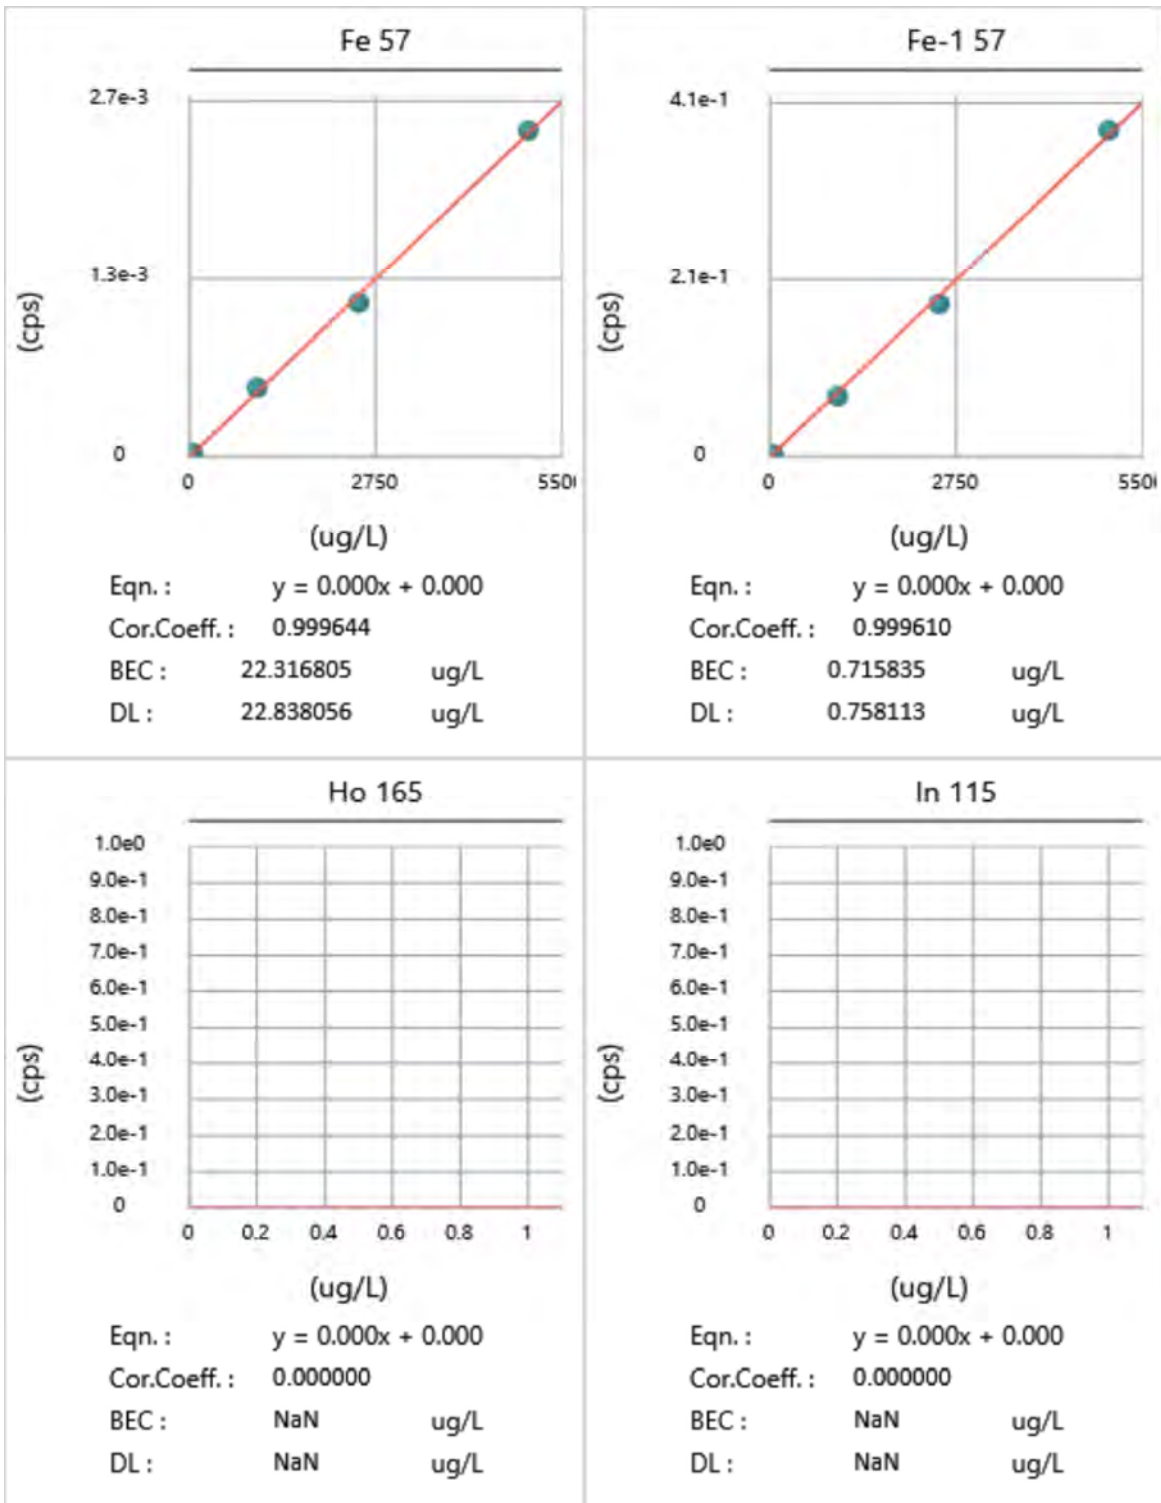 Fe 57
2.7e-3
1.3e-3
0
(cps)
0 2750 550
(ug/L)
Eqn. : y = 0.000x + 0.000
Cor.Coeff. : 0.999644
BEC : 22.316805 ug/L
DL : 22.838056 ug/L
Fe-1 57
4.1e-1
2.1e-1
0
(cps)
0 2750 550
(ug/L)
Eqn. : y = 0.000x + 0.000
Cor.Coeff. : 0.999610
BEC : 0.715835 ug/L
DL : 0.758113 ug/L
Ho 165
1.0e0
9.0e-1
8.0e-1
7.0e-1
6.0e-1
5.0e-1
4.0e-1
3.0e-1
2.0e-1
1.0e-1
0
(cps)
0 0.2 0.4 0.6 0.8 1
(ug/L)
Eqn. : y = 0.000x + 0.000
Cor.Coeff. : 0.000000
BEC : NaN ug/L
DL : NaN ug/L
In 115
1.0e0
9.0e-1
8.0e-1
7.0e-1
6.0e-1
5.0e-1
4.0e-1
3.0e-1
2.0e-1
1.0e-1
0
(cps)
0 0.2 0.4 0.6 0.8 1
(ug/L)
Eqn. : y = 0.000x + 0.000
Cor.Coeff. : 0.000000
BEC : NaN ug/L
DL : NaN ug/L